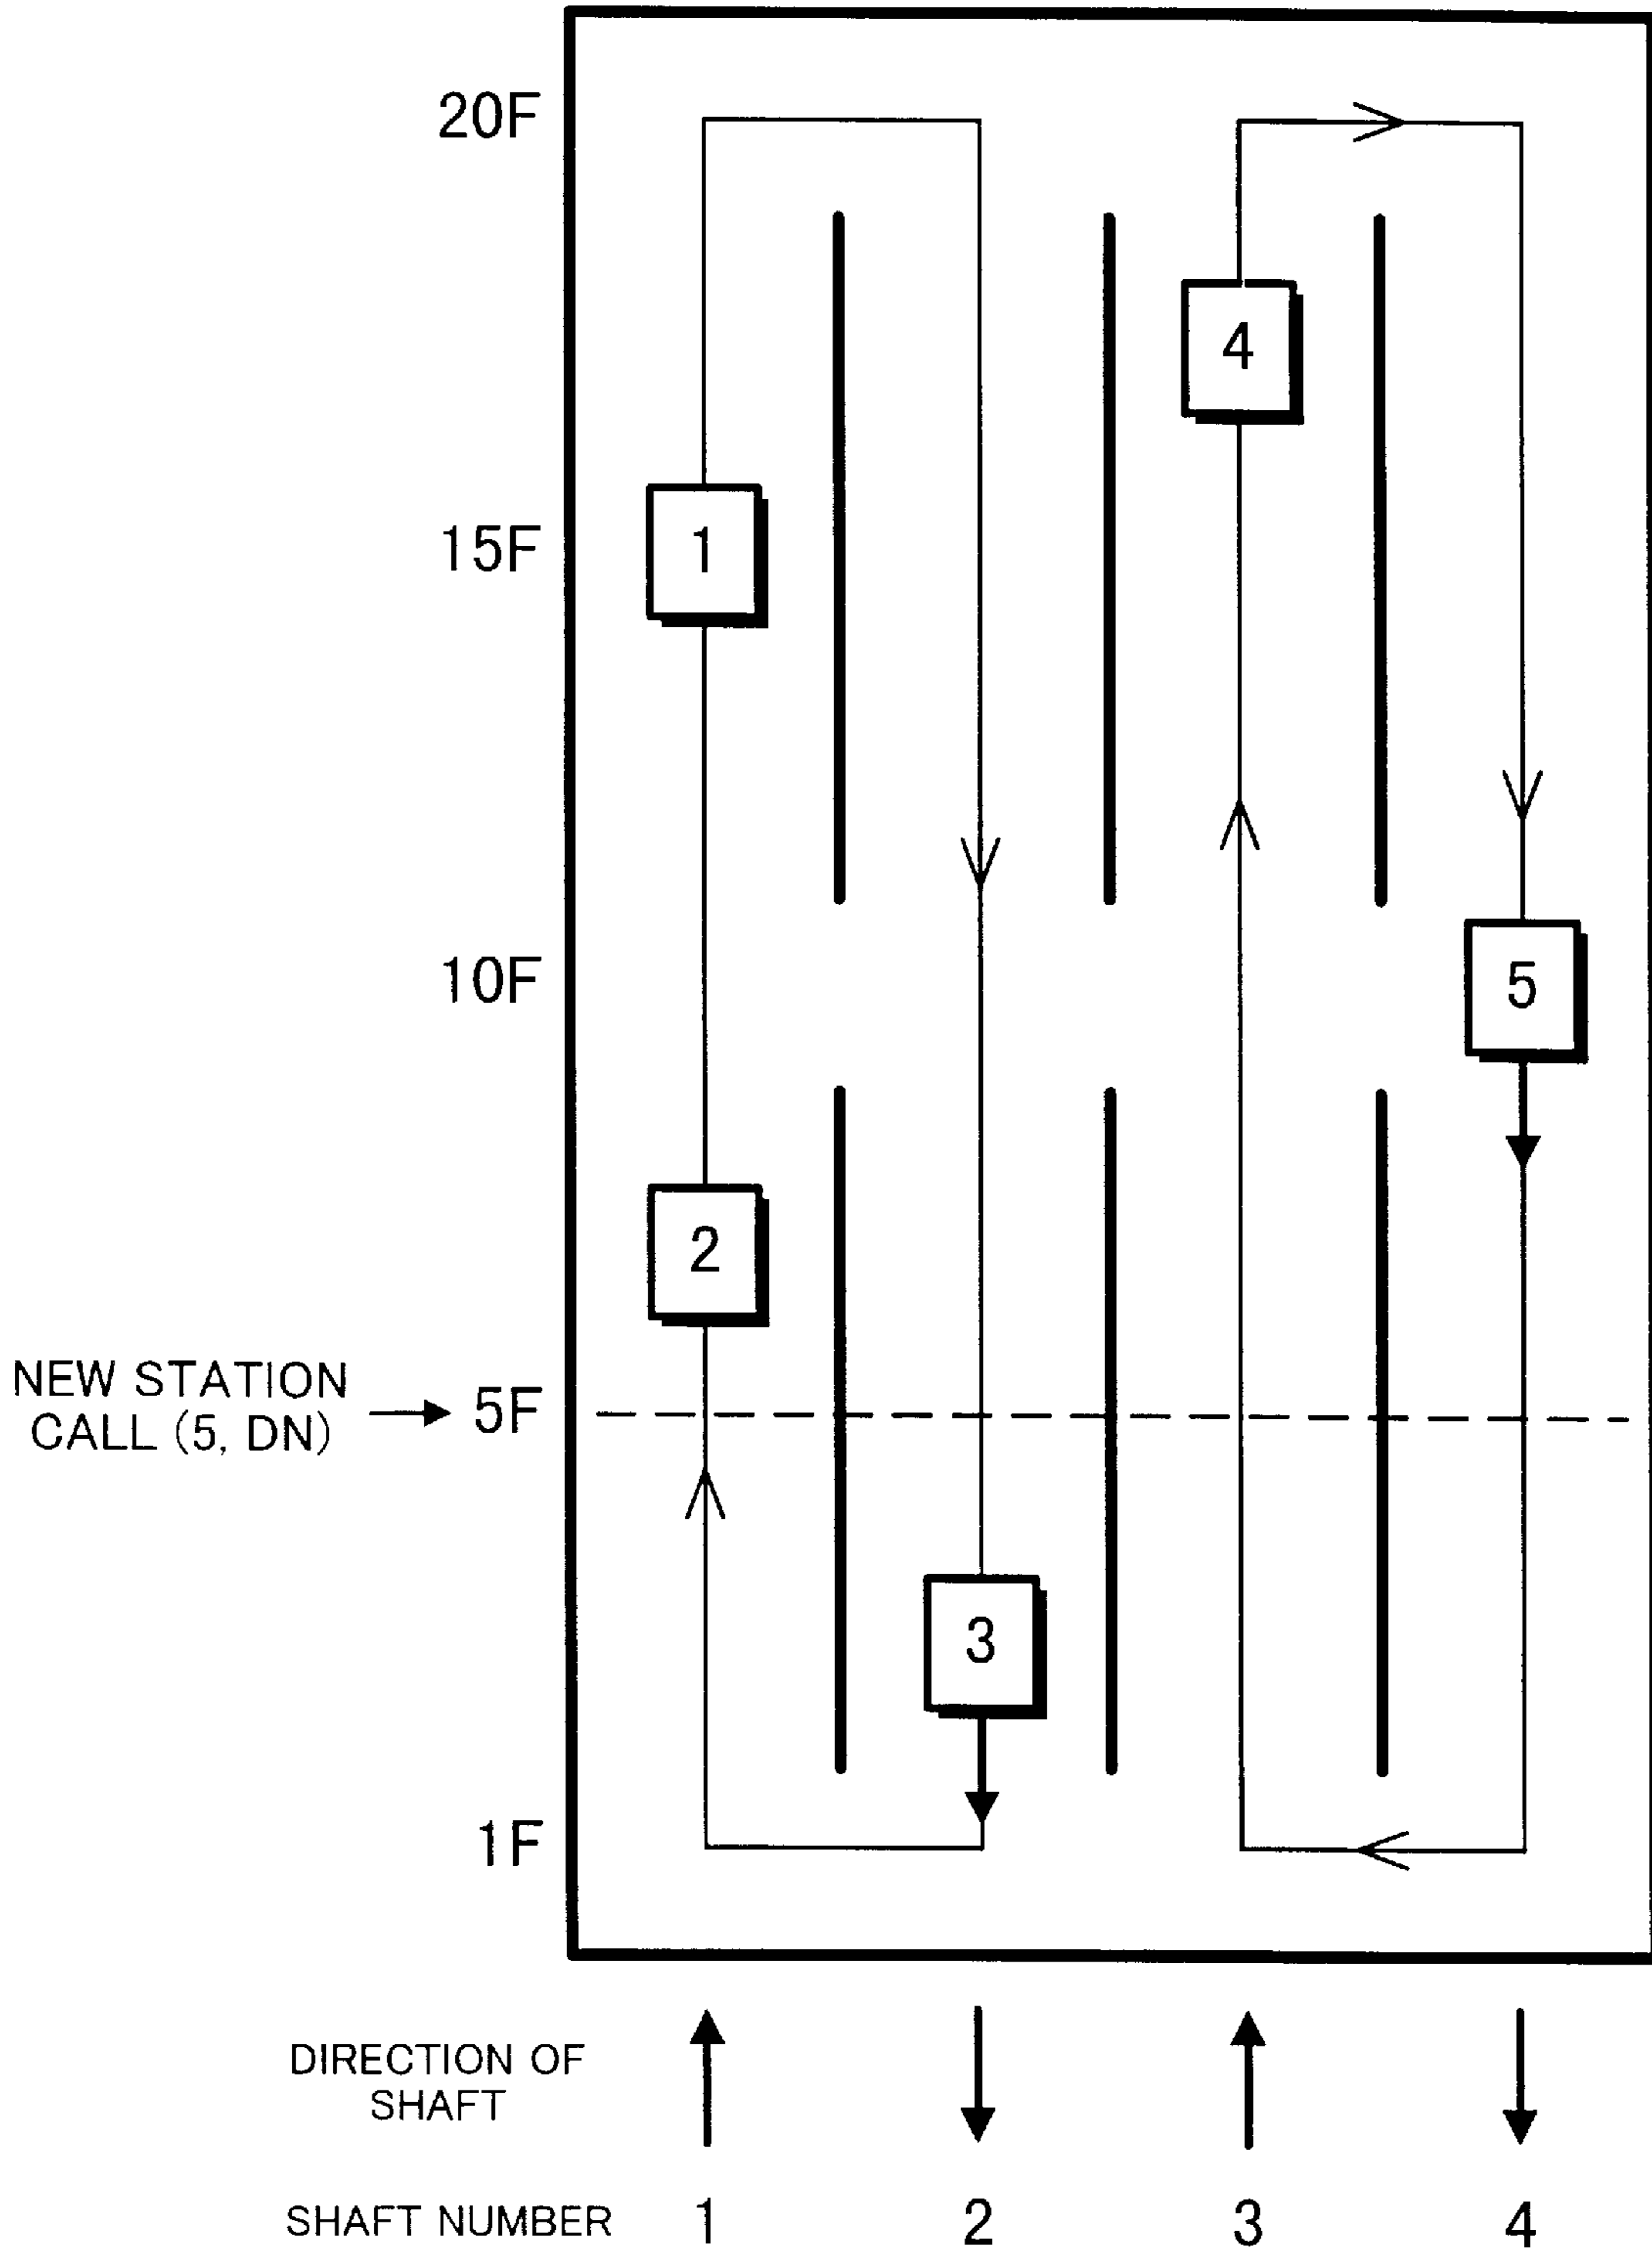 20F
4
15F
1
10F
5
2
NEW STATION
CALL (5, DN)
5F
3
1F
DIRECTION OF
SHAFT
SHAFT NUMBER 1 2 3 4